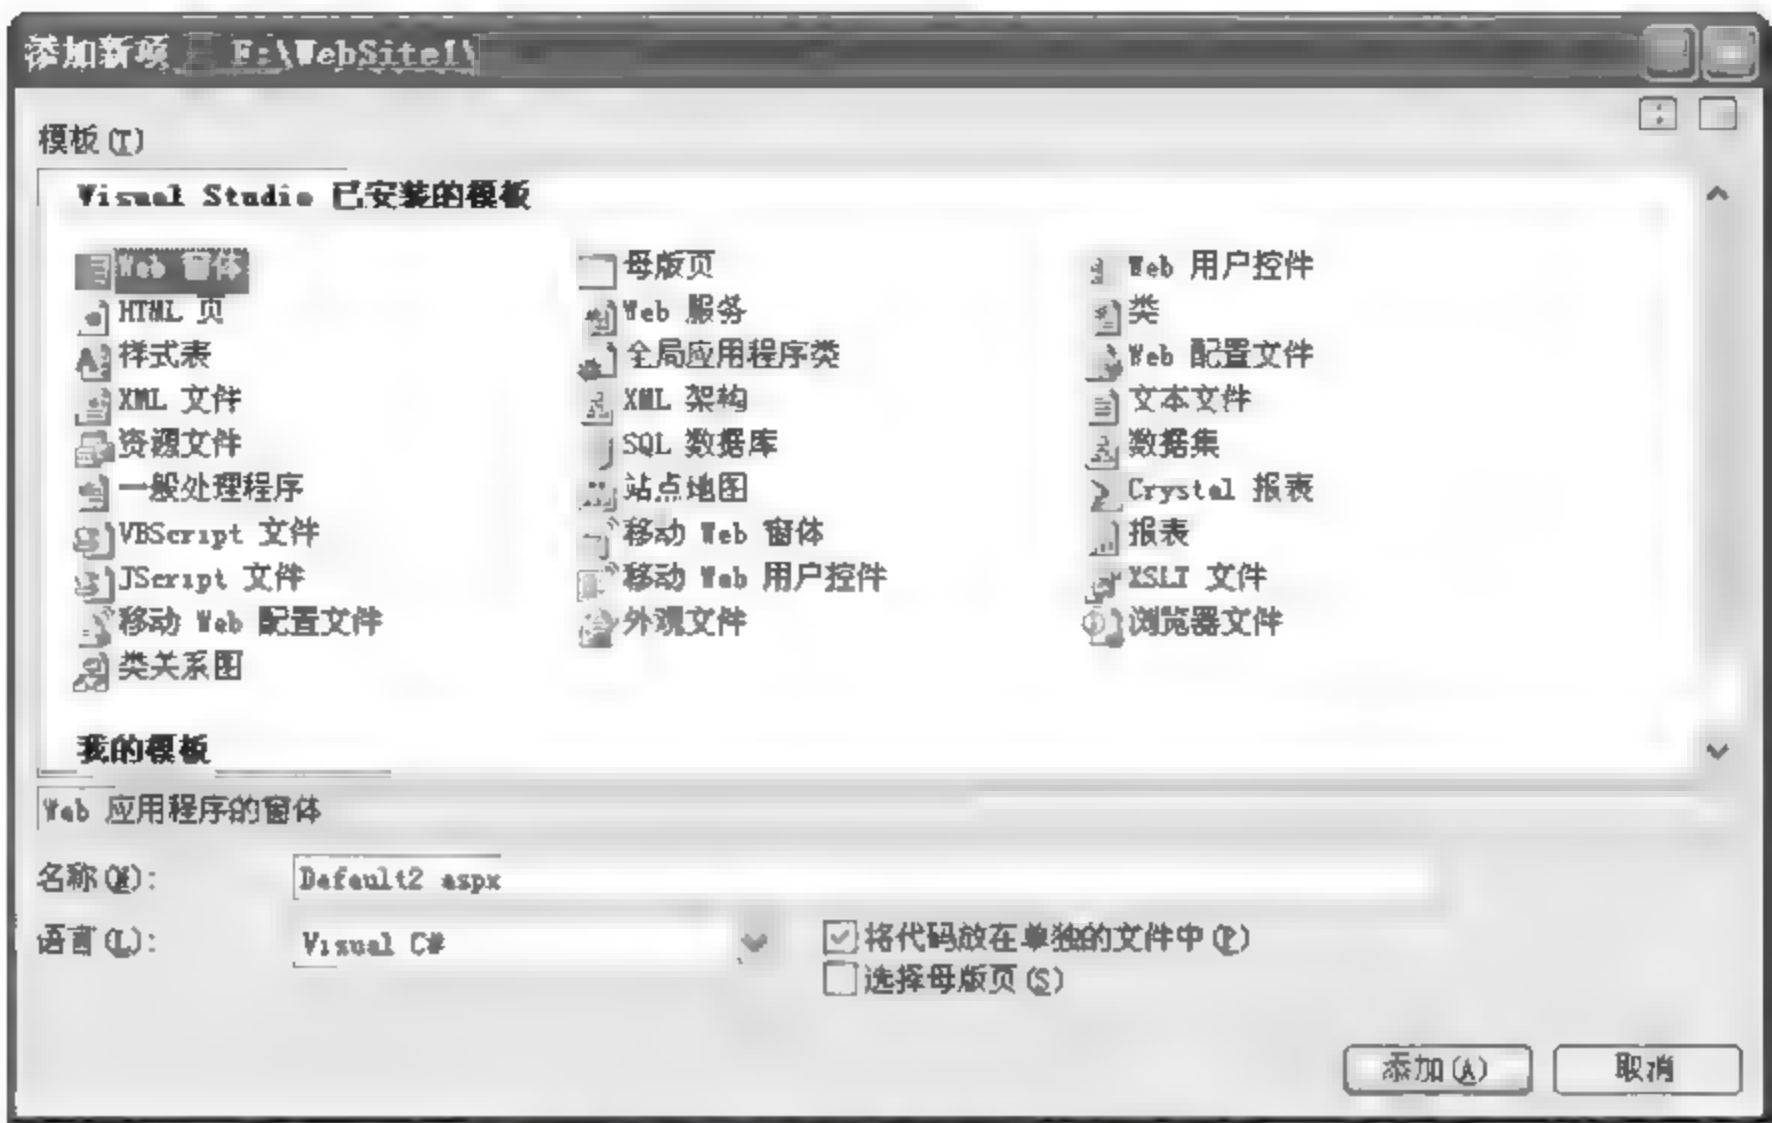 添加新项 - F:\WebSite1\
模板(T)
Visual Studio 已安装的模板
Web 窗体 母版页 Web 用户控件
HTML 页 Web 服务 类
样式表 全局应用程序类 Web 配置文件
XML 文件 XML 架构 文本文件
资源文件 SQL 数据库 数据集
一般处理程序 站点地图 Crystal 报表
VBScript 文件 移动 Web 窗体 报表
JScript 文件 移动 Web 用户控件 XSLT 文件
移动 Web 配置文件 外观文件 浏览器文件
类关系图
我的模板
Web 应用程序的窗体
名称(N): Default2 aspx
语言(L): Visual C# 将代码放在单独的文件中(P)
选择母版页(S)
添加(A) 取消